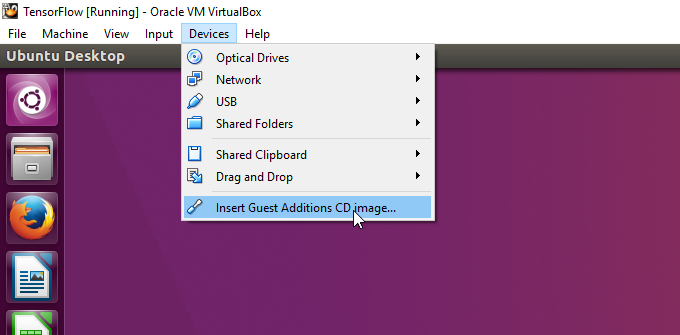 TensorFlow [Running] - Oracle VM VirtualBox
File Machine View Input Devices Help
Ubuntu Desktop
Optical Drives
Network
USB
Shared Folders
Shared Clipboard
Drag and Drop
Insert Guest Additions CD image...